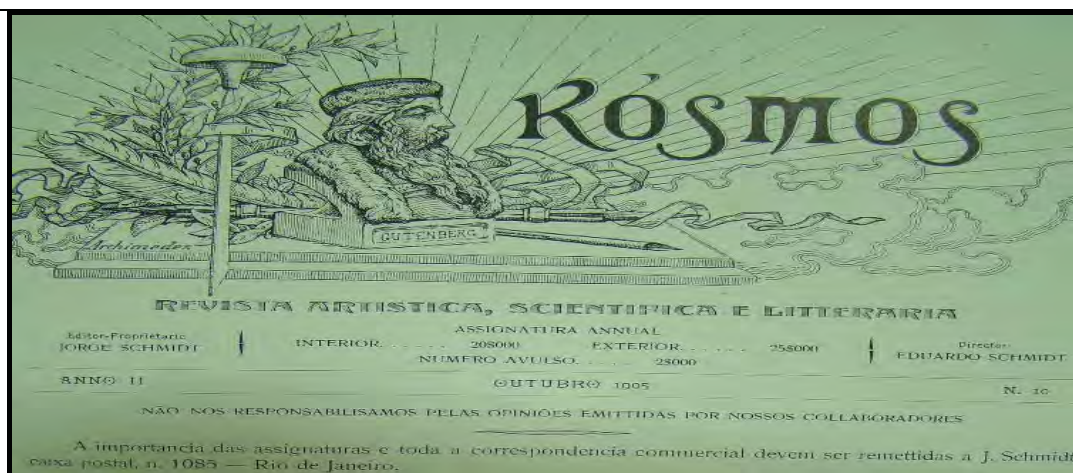 KÓSMOS
GUTENBERG
Archimedes
REVISTA ARTISTICA, SCIENTIFICA E LITTERARIA
Editor-Proprietario
JORGE SCHMIDT
ASSIGNATURA ANNUAL
INTERIOR. . . . . . 20$000 EXTERIOR. . . . . . . 25$000
NUMERO AVULSO. . . . . 2$000
Director
EDUARDO SCHMIDT
ANNO II
OUTUBRO 1905
N. 10
NÃO NOS RESPONSABILISAMOS PELAS OPINIÕES EMITTIDAS POR NOSSOS COLLABORADORES
A importancia das assignaturas e toda a correspondencia commercial devem ser remettidas a J. Schmidt
caixa postal, n. 1085 — Rio de Janeiro.